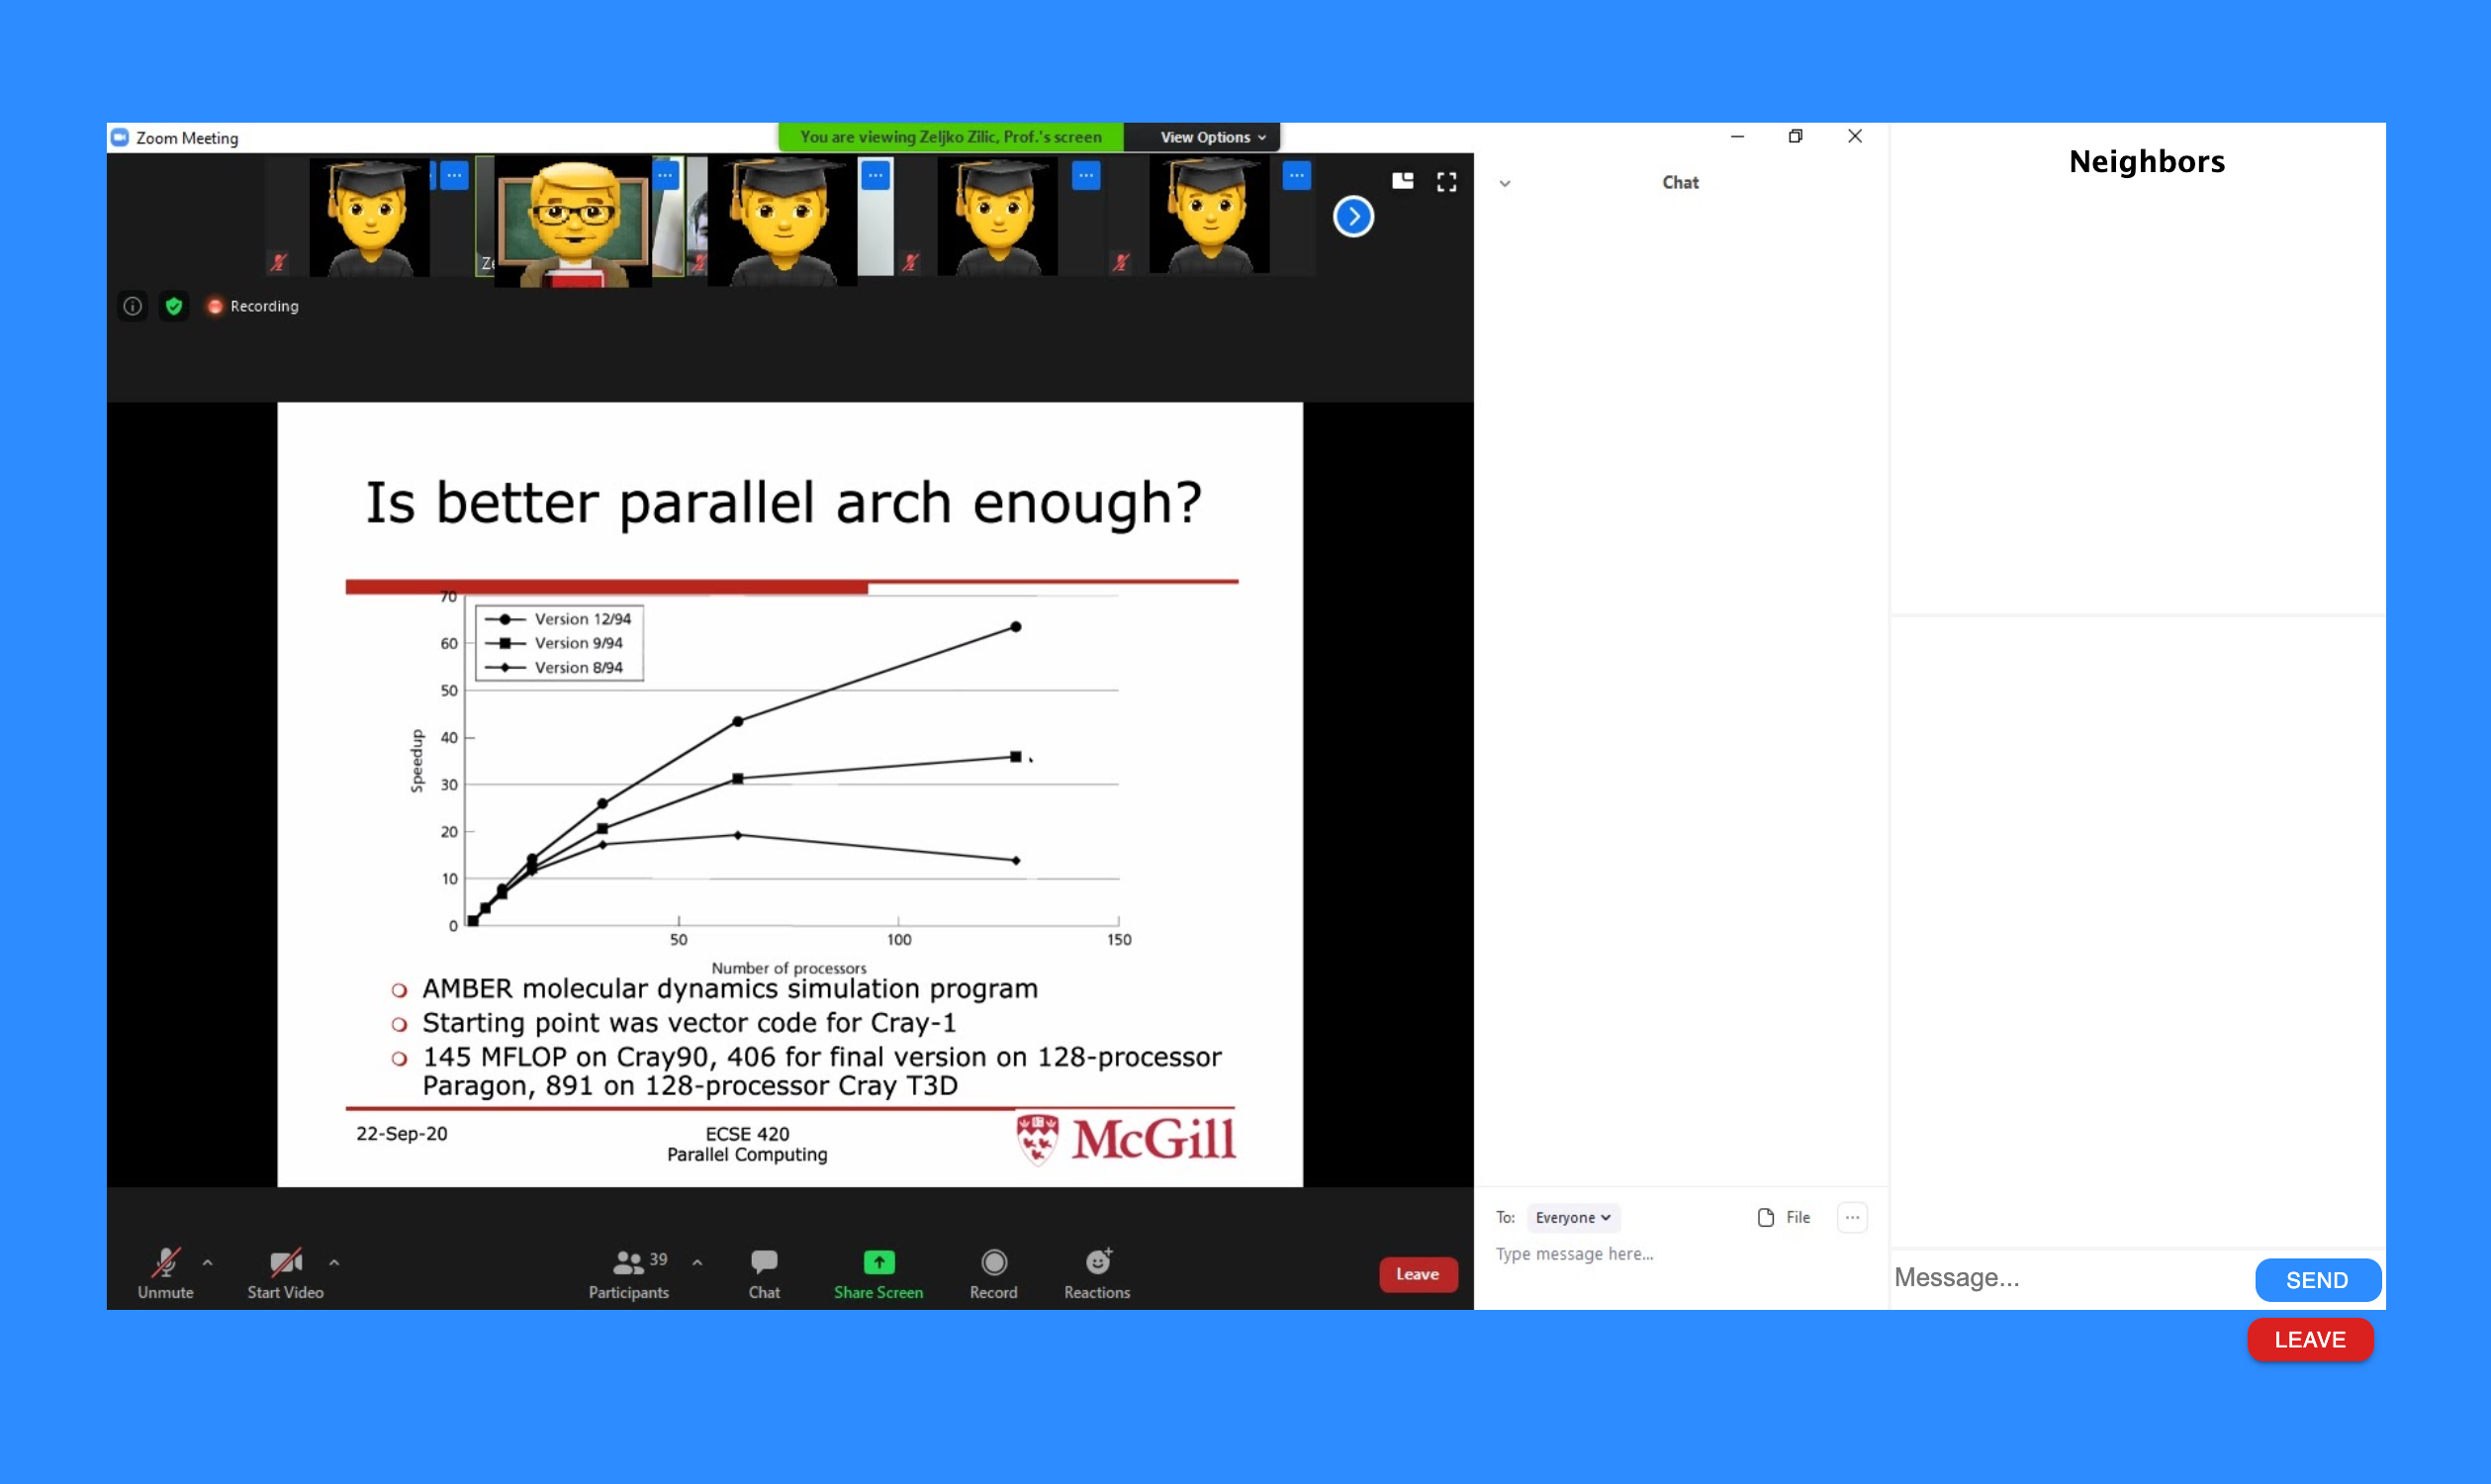 Zoom Meeting
You are viewing Zeljko Zilic, Prof.'s screen
View Options
Ze
Recording
Is better parallel arch enough?
70
60
50
40
30
20
10
0
Speedup
Version 12/94
Version 9/94
Version 8/94
50
100
150
Number of processors
AMBER molecular dynamics simulation program
Starting point was vector code for Cray-1
145 MFLOP on Cray90, 406 for final version on 128-processor
Paragon, 891 on 128-processor Cray T3D
22-Sep-20
ECSE 420
Parallel Computing
McGill
Unmute
Start Video
39
Participants
Chat
Share Screen
Record
Reactions
Leave
Chat
To:
Everyone
File
Type message here...
Neighbors
Message...
SEND
LEAVE